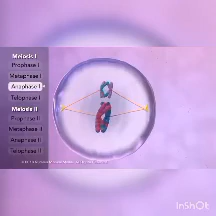 Meiosis I
Prophase I
Metaphase I
Anaphase I
Telophase I
Meiosis II
Prophase II
Metaphase II
Anaphase II
Telophase II
InShOt